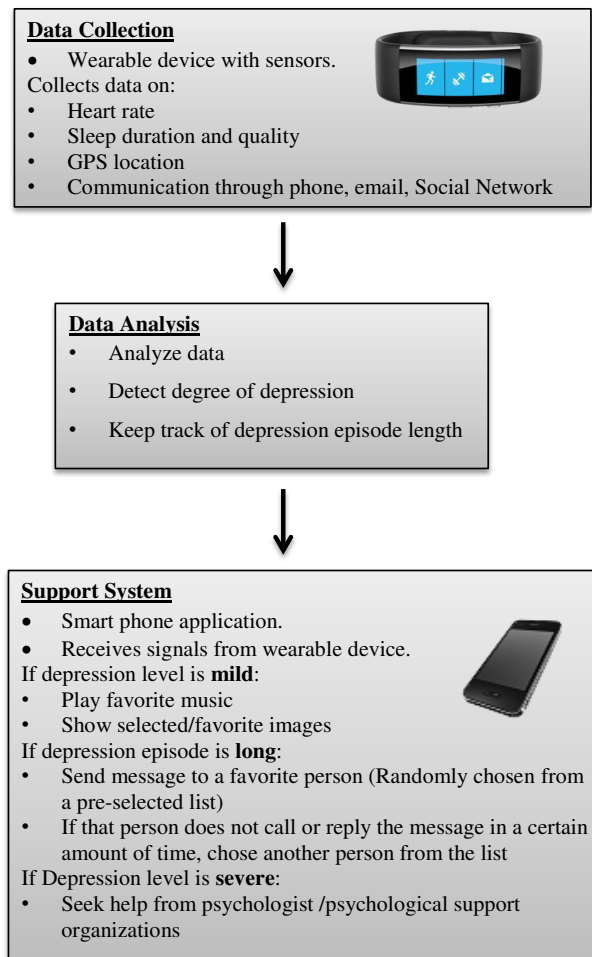 Data Collection
• Wearable device with sensors.
Collects data on:
• Heart rate
• Sleep duration and quality
• GPS location
• Communication through phone, email, Social Network
Data Analysis
• Analyze data
• Detect degree of depression
• Keep track of depression episode length
Support System
• Smart phone application.
• Receives signals from wearable device.
If depression level is mild:
• Play favorite music
• Show selected/favorite images
If depression episode is long:
• Send message to a favorite person (Randomly chosen from
a pre-selected list)
• If that person does not call or reply the message in a certain
amount of time, chose another person from the list
If Depression level is severe:
• Seek help from psychologist /psychological support
organizations